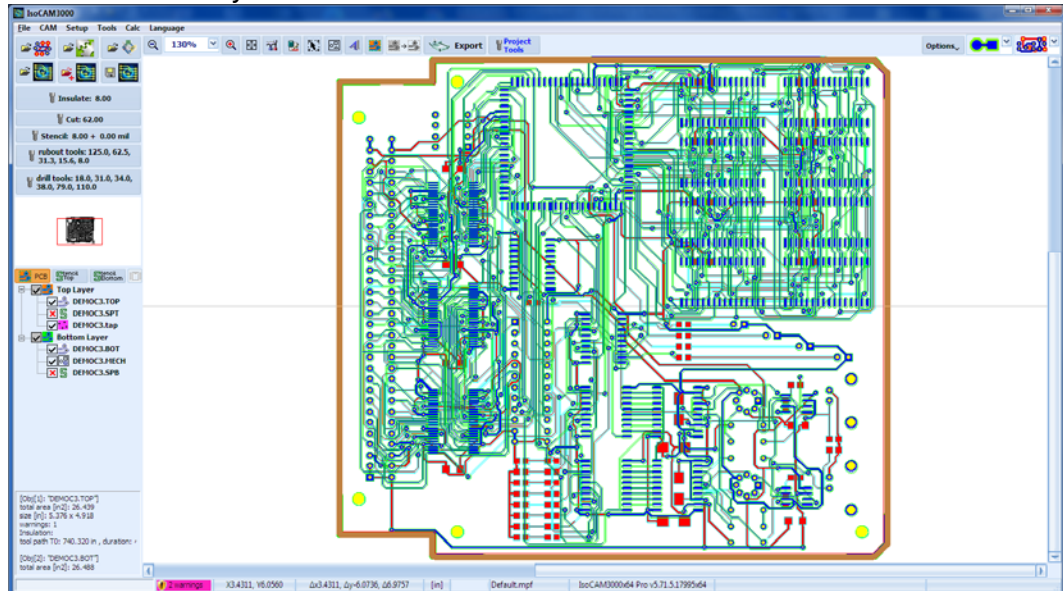 IsoCAM3000
File CAM Setup Tools Calc Language
130% Export Project Tools Options
Insulate: 8.00
Cut: 62.00
Stencil: 8.00 + 0.00 mil
rubout tools: 125.0, 62.5,
31.3, 15.6, 8.0
drill tools: 18.0, 31.0, 34.0,
38.0, 79.0, 110.0
PCB Stencil Top Stencil Bottom
Top Layer
DEMOC3.TOP
DEMOC3.SPT
DEMOC3.tap
Bottom Layer
DEMOC3.BOT
DEMOC3.MECH
DEMOC3.SPB
[Obj[1]: "DEMOC3.TOP"]
total area [in2]: 26.439
size [in]: 5.376 x 4.918
warnings: 1
Insulation:
tool path T0: 740.320 in , duration:
[Obj[2]: "DEMOC3.BOT"]
total area [in2]: 26.488
2 warnings X3.4311, Y6.0560 Δx3.4311, Δy-6.0736, Δ6.9757 [in] Default.mpf IsoCAM3000x64 Pro v5.71.5.17995x64